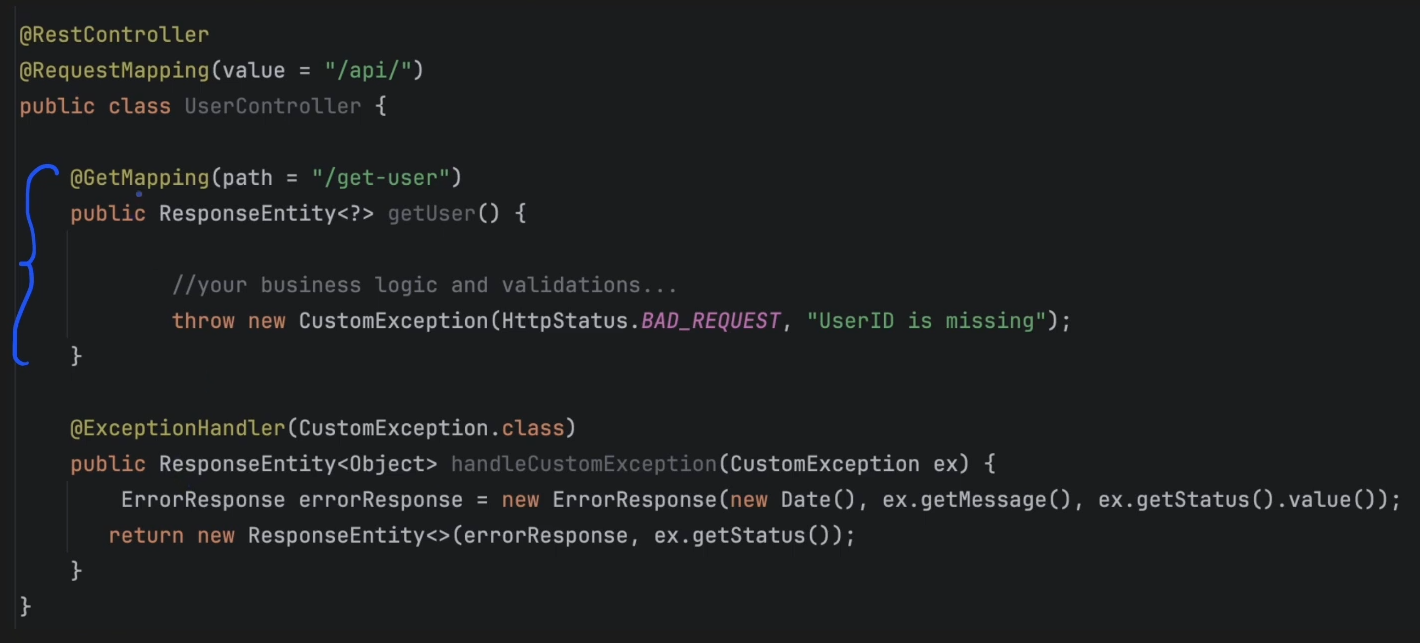 @RestController
@RequestMapping(value = "/api/")
public class UserController {
@GetMapping(path = "/get-user")
public ResponseEntity<?> getUser() {
//your business logic and validations...
throw new CustomException(HttpStatus.BAD_REQUEST, "UserID is missing");
}
@ExceptionHandler(CustomException.class)
public ResponseEntity<Object> handleCustomException(CustomException ex) {
ErrorResponse errorResponse = new ErrorResponse(new Date(), ex.getMessage(), ex.getStatus().value());
return new ResponseEntity<>(errorResponse, ex.getStatus());
}
}